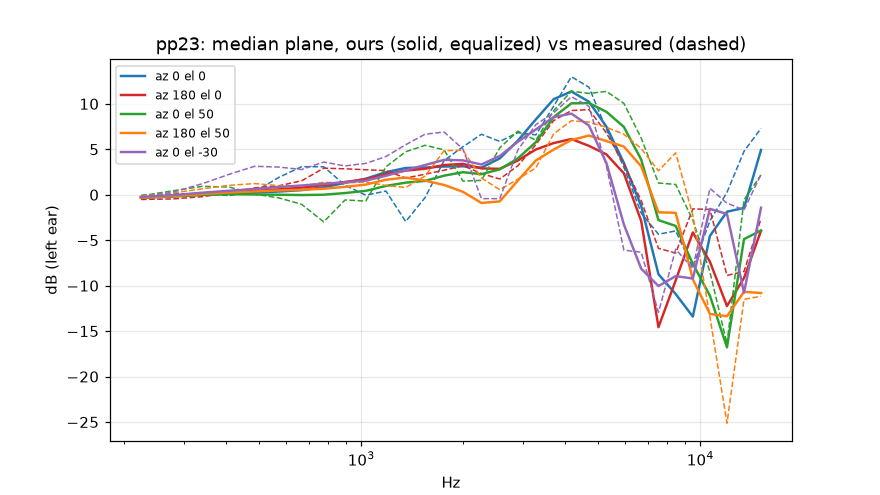 pp23: median plane, ours (solid, equalized) vs measured (dashed)
az 0 el 0
az 180 el 0
az 0 el 50
az 180 el 50
az 0 el -30
dB (left ear)
10
5
0
−5
−10
−15
−20
−25
10³
10⁴
Hz